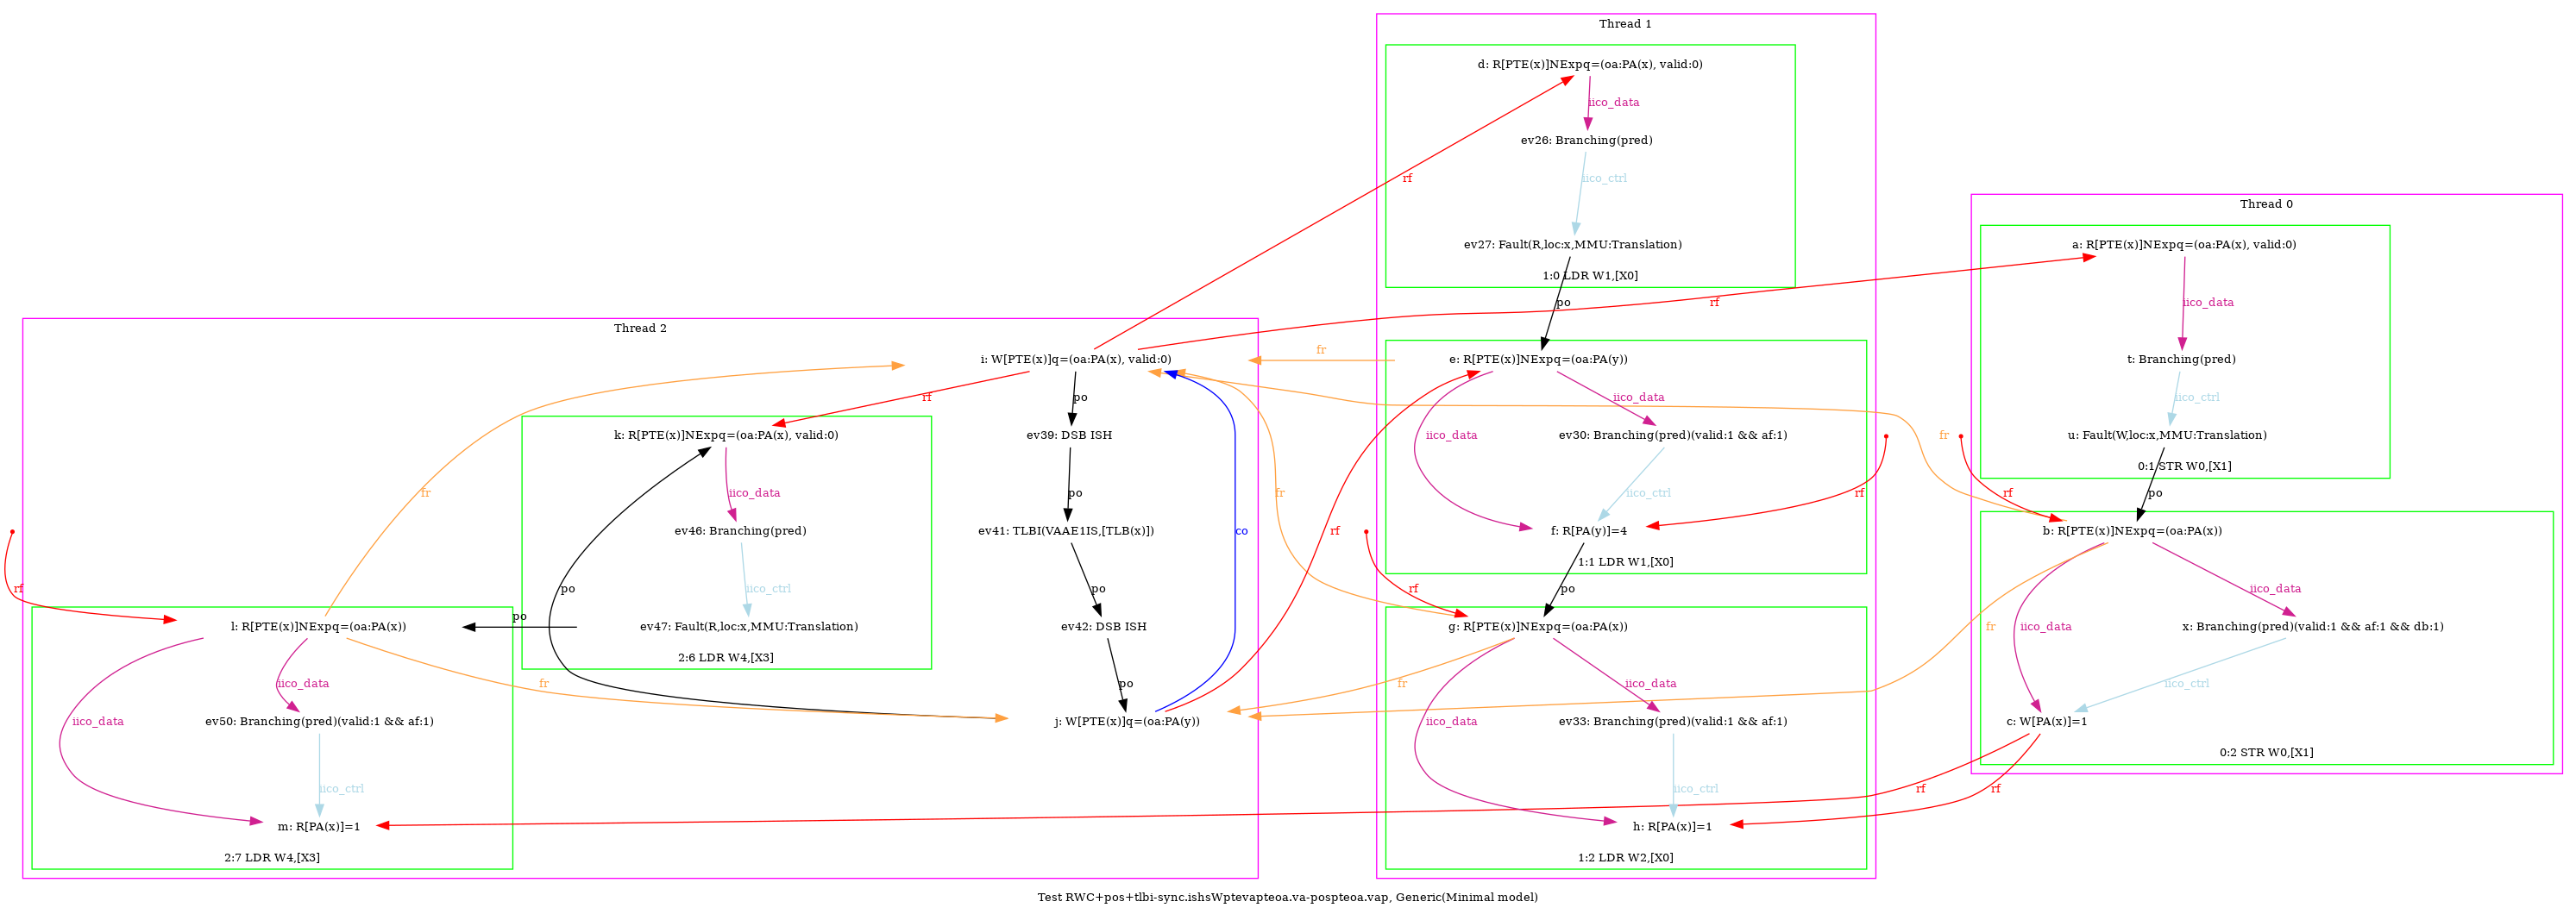 Thread 1
d: R[PTE(x)]NExpq=(oa:PA(x), valid:0)
iico_data
ev26: Branching(pred)
rf
iico_ctrl
ev27: Fault(R,loc:x,MMU:Translation)
1:0 LDR W1,[X0]
po
e: R[PTE(x)]NExpq=(oa:PA(y))
iico_data
iico_data
ev30: Branching(pred)(valid:1 && af:1)
iico_ctrl
rf
f: R[PA(y)]=4
1:1 LDR W1,[X0]
rf
po
g: R[PTE(x)]NExpq=(oa:PA(x))
iico_data
fr
iico_data
ev33: Branching(pred)(valid:1 && af:1)
iico_ctrl
h: R[PA(x)]=1
1:2 LDR W2,[X0]
Thread 0
a: R[PTE(x)]NExpq=(oa:PA(x), valid:0)
iico_data
rf
t: Branching(pred)
iico_ctrl
u: Fault(W,loc:x,MMU:Translation)
0:1 STR W0,[X1]
fr
rf
po
b: R[PTE(x)]NExpq=(oa:PA(x))
iico_data
fr
iico_data
x: Branching(pred)(valid:1 && af:1 && db:1)
iico_ctrl
c: W[PA(x)]=1
0:2 STR W0,[X1]
rf
rf
Thread 2
i: W[PTE(x)]q=(oa:PA(x), valid:0)
fr
rf
po
k: R[PTE(x)]NExpq=(oa:PA(x), valid:0)
ev39: DSB ISH
fr
iico_data
po
fr
ev46: Branching(pred)
ev41: TLBI(VAAE1IS,[TLB(x)])
co
rf
rf
po
iico_ctrl
po
l: R[PTE(x)]NExpq=(oa:PA(x))
po
ev47: Fault(R,loc:x,MMU:Translation)
ev42: DSB ISH
2:6 LDR W4,[X3]
iico_data
fr
po
iico_data
ev50: Branching(pred)(valid:1 && af:1)
j: W[PTE(x)]q=(oa:PA(y))
iico_ctrl
m: R[PA(x)]=1
2:7 LDR W4,[X3]
Test RWC+pos+tlbi-sync.ishsWptevapteoa.va-pospteoa.vap, Generic(Minimal model)